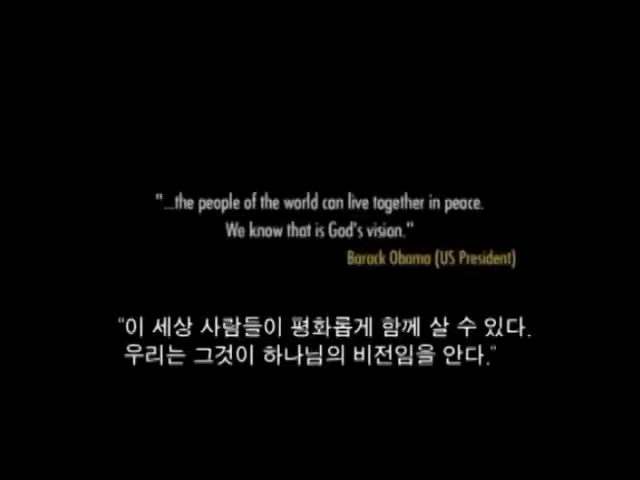 "...the people of the world can live together in peace.
We know that is God's vision."
Barack Obama (US President)
"이 세상 사람들이 평화롭게 함께 살 수 있다.
우리는 그것이 하나님의 비전임을 안다."